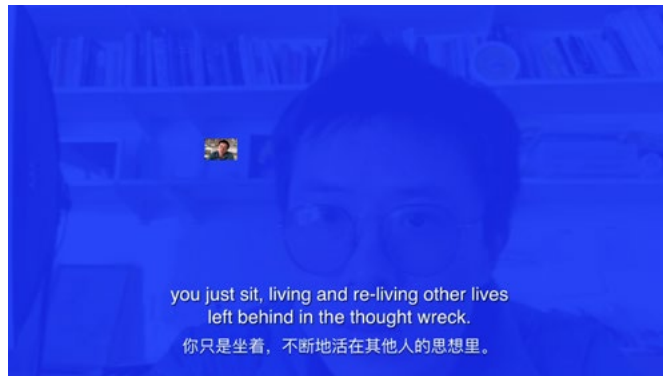 you just sit, living and re-living other lives
left behind in the thought wreck.
你只是坐着，不断地活在其他人的思想里。